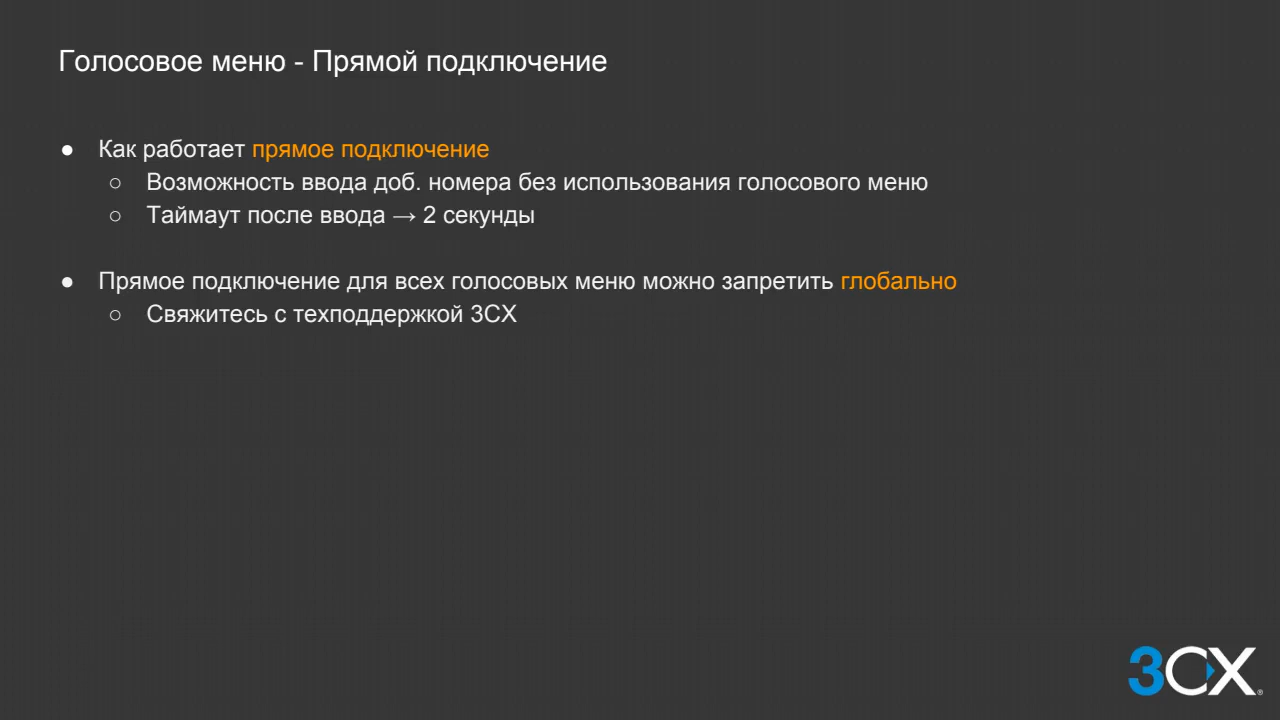 Голосовое меню - Прямой подключение
● Как работает прямое подключение
○ Возможность ввода доб. номера без использования голосового меню
○ Таймаут после ввода → 2 секунды
● Прямое подключение для всех голосовых меню можно запретить глобально
○ Свяжитесь с техподдержкой 3CX
3CX®